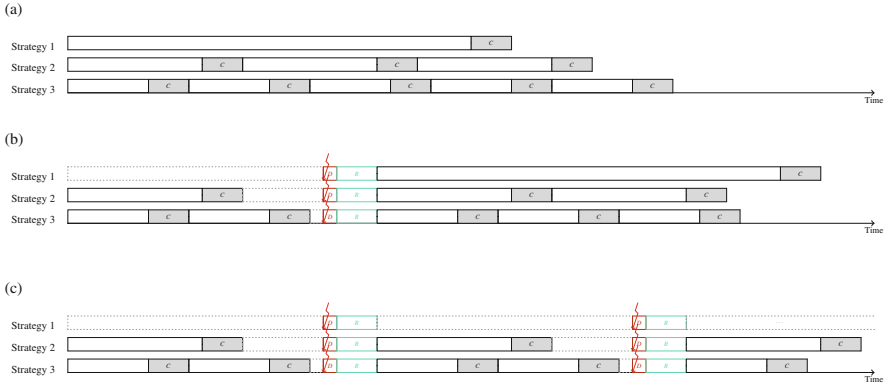 (a)
Strategy 1 C
Strategy 2 C C C
Strategy 3 C C C C C
Time
(b)
Strategy 1 D R C
Strategy 2 C D R C C
Strategy 3 C C D R C C C
Time
(c)
Strategy 1 D R D R
Strategy 2 C D R C D R C
Strategy 3 C C D R C C D R C
Time